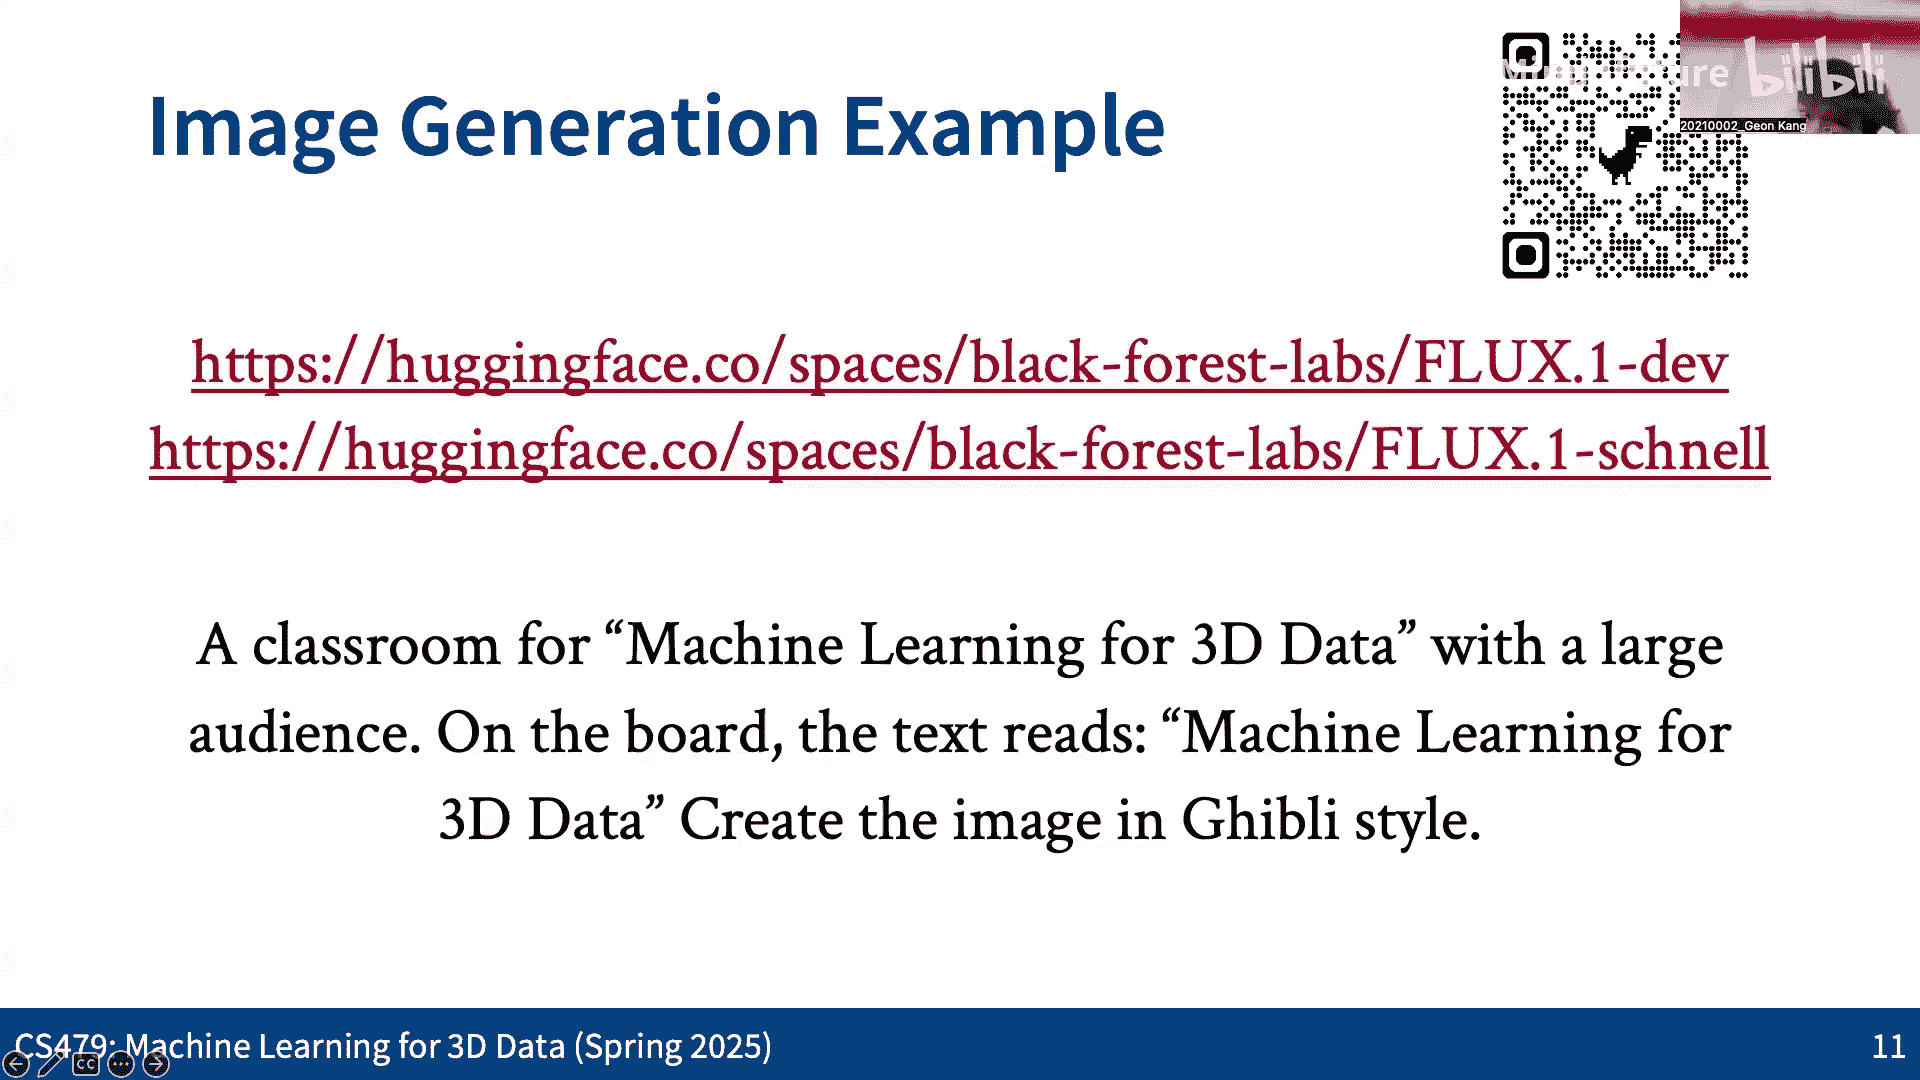 Image Generation Example
bilibili
20210002_Geon Kang
https://huggingface.co/spaces/black-forest-labs/FLUX.1-dev
https://huggingface.co/spaces/black-forest-labs/FLUX.1-schnell
A classroom for “Machine Learning for 3D Data” with a large
audience. On the board, the text reads: “Machine Learning for
3D Data” Create the image in Ghibli style.
CS479: Machine Learning for 3D Data (Spring 2025)
CC
11